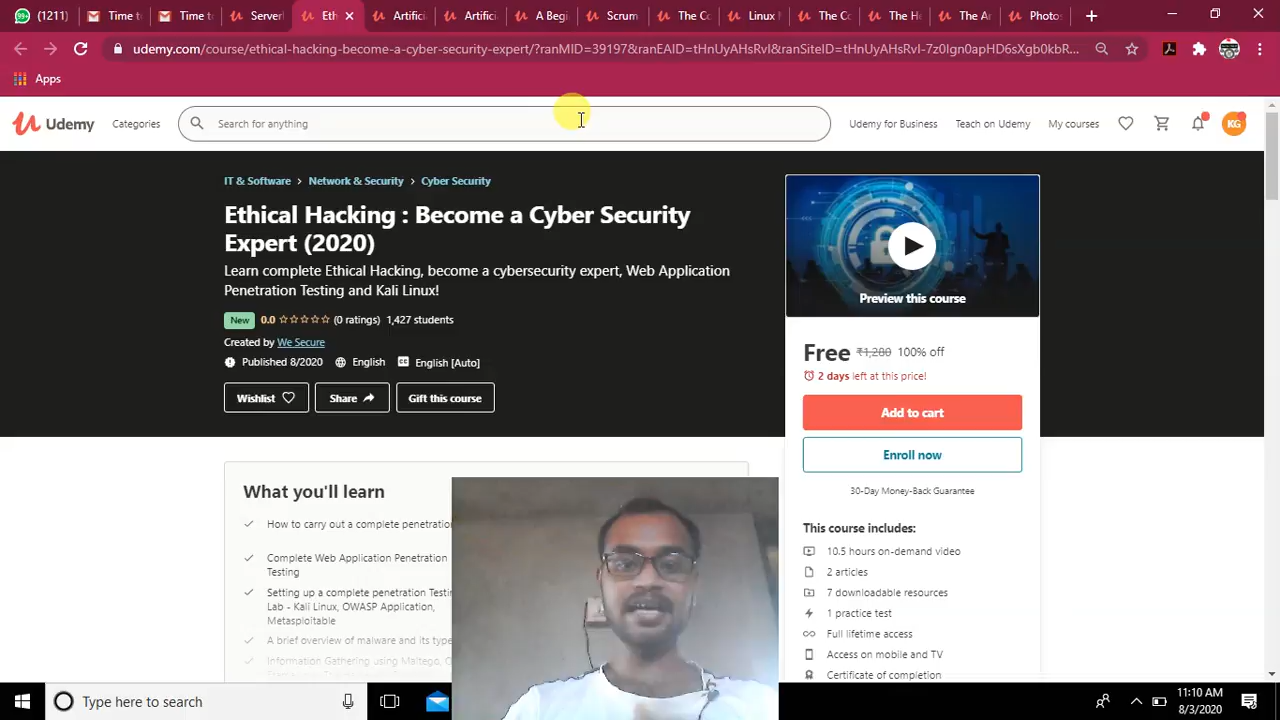 (1211)
Time t
Time t
Server
Eth
Artific
Artific
A Begi
Scrum
The Co
Linux
The Co
The H
The Ar
Photos
udemy.com/course/ethical-hacking-become-a-cyber-security-expert/?ranMID=39197&ranEAID=tHnUyAHsRvI&ranSiteID=tHnUyAHsRvI-7z0Ign0apHD6sXgb0kbR...
Apps
Udemy
Categories
Search for anything
Udemy for Business
Teach on Udemy
My courses
KG
IT & Software > Network & Security > Cyber Security
Ethical Hacking : Become a Cyber Security
Expert (2020)
Learn complete Ethical Hacking, become a cybersecurity expert, Web Application
Penetration Testing and Kali Linux!
New 0.0 (0 ratings) 1,427 students
Created by We Secure
Published 8/2020 English English [Auto]
Wishlist
Share
Gift this course
Preview this course
Free ₹1,280 100% off
2 days left at this price!
Add to cart
Enroll now
30-Day Money-Back Guarantee
This course includes:
10.5 hours on-demand video
2 articles
7 downloadable resources
1 practice test
Full lifetime access
Access on mobile and TV
Certificate of completion
What you'll learn
How to carry out a complete penetratio
Complete Web Application Penetration
Testing
Setting up a complete penetration Testi
Lab - Kali Linux, OWASP Application,
Metasploitable
A brief overview of malware and its type
Information Gathering using Maltego, O
Type here to search
11:10 AM
8/3/2020